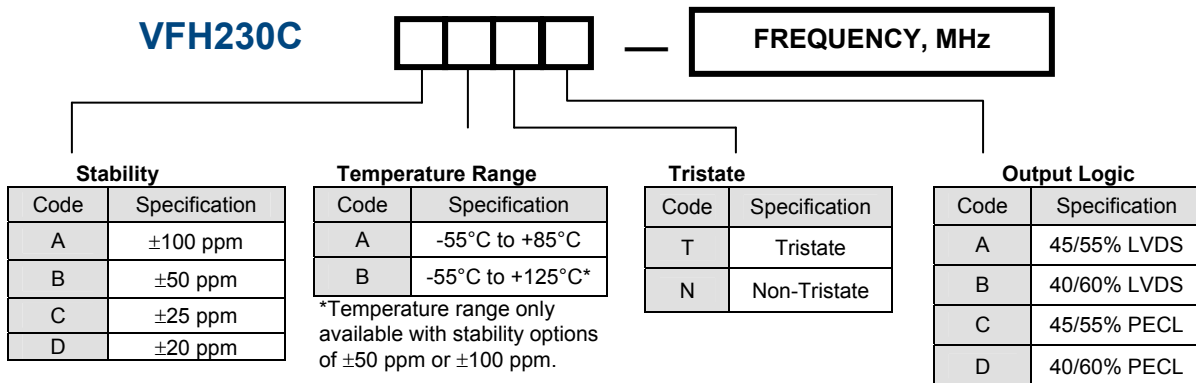 VFH230C — FREQUENCY, MHz
Stability
Code Specification
A ±100 ppm
B ±50 ppm
C ±25 ppm
D ±20 ppm
Temperature Range
Code Specification
A -55°C to +85°C
B -55°C to +125°C*
*Temperature range only
available with stability options
of ±50 ppm or ±100 ppm.
Tristate
Code Specification
T Tristate
N Non-Tristate
Output Logic
Code Specification
A 45/55% LVDS
B 40/60% LVDS
C 45/55% PECL
D 40/60% PECL